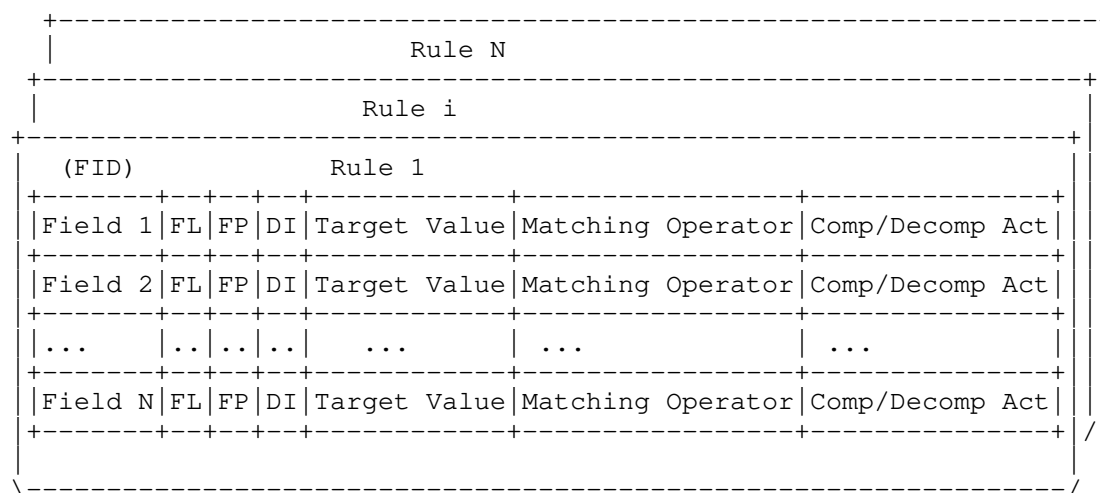 Rule N
Rule i
(FID) Rule 1
Field 1|FL|FP|DI|Target Value|Matching Operator|Comp/Decomp Act
Field 2|FL|FP|DI|Target Value|Matching Operator|Comp/Decomp Act
...|..|..|..|...|...|...
Field N|FL|FP|DI|Target Value|Matching Operator|Comp/Decomp Act